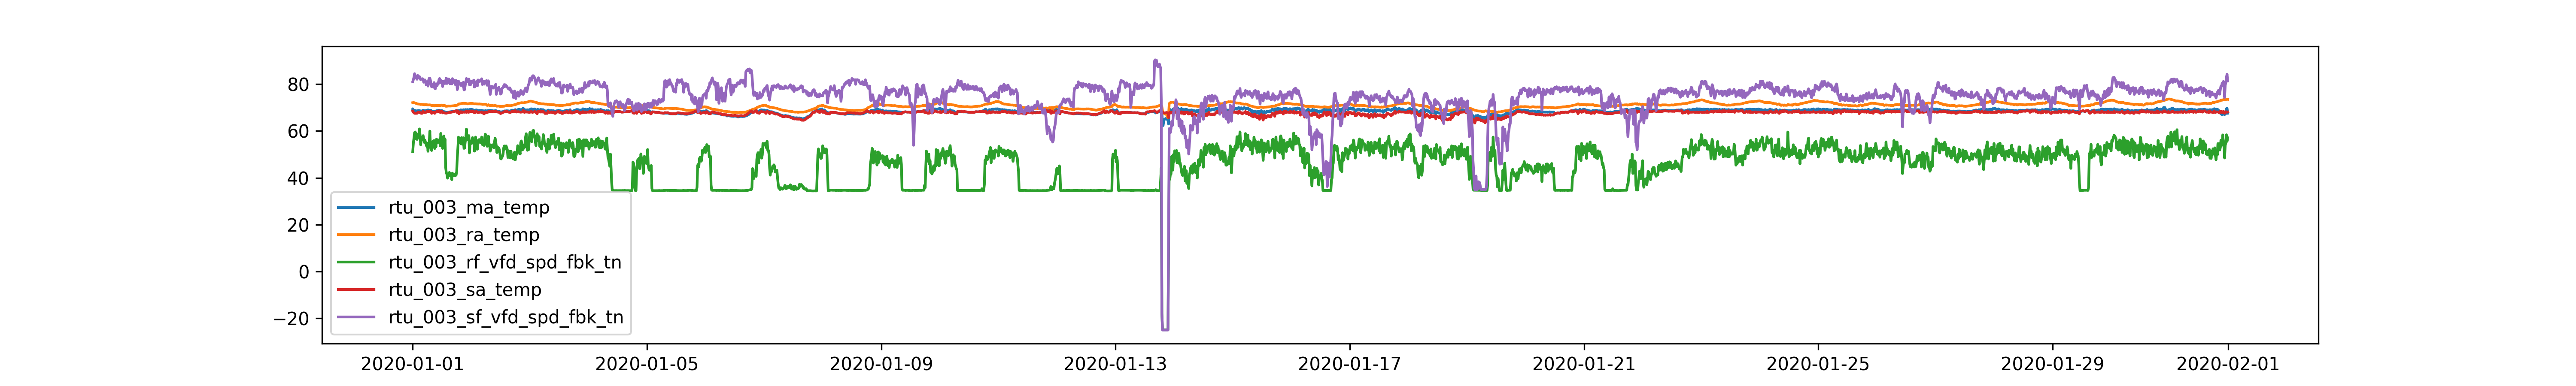 80
60
40
20
0
−20
rtu_003_ma_temp
rtu_003_ra_temp
rtu_003_rf_vfd_spd_fbk_tn
rtu_003_sa_temp
rtu_003_sf_vfd_spd_fbk_tn
2020-01-01 2020-01-05 2020-01-09 2020-01-13 2020-01-17 2020-01-21 2020-01-25 2020-01-29 2020-02-01